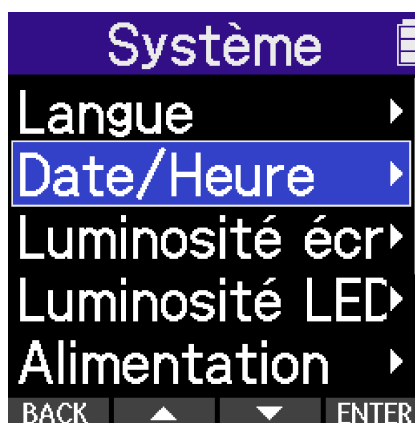 Système
Langue
Date/Heure
Luminosité écr
Luminosité LED
Alimentation
BACK ENTER